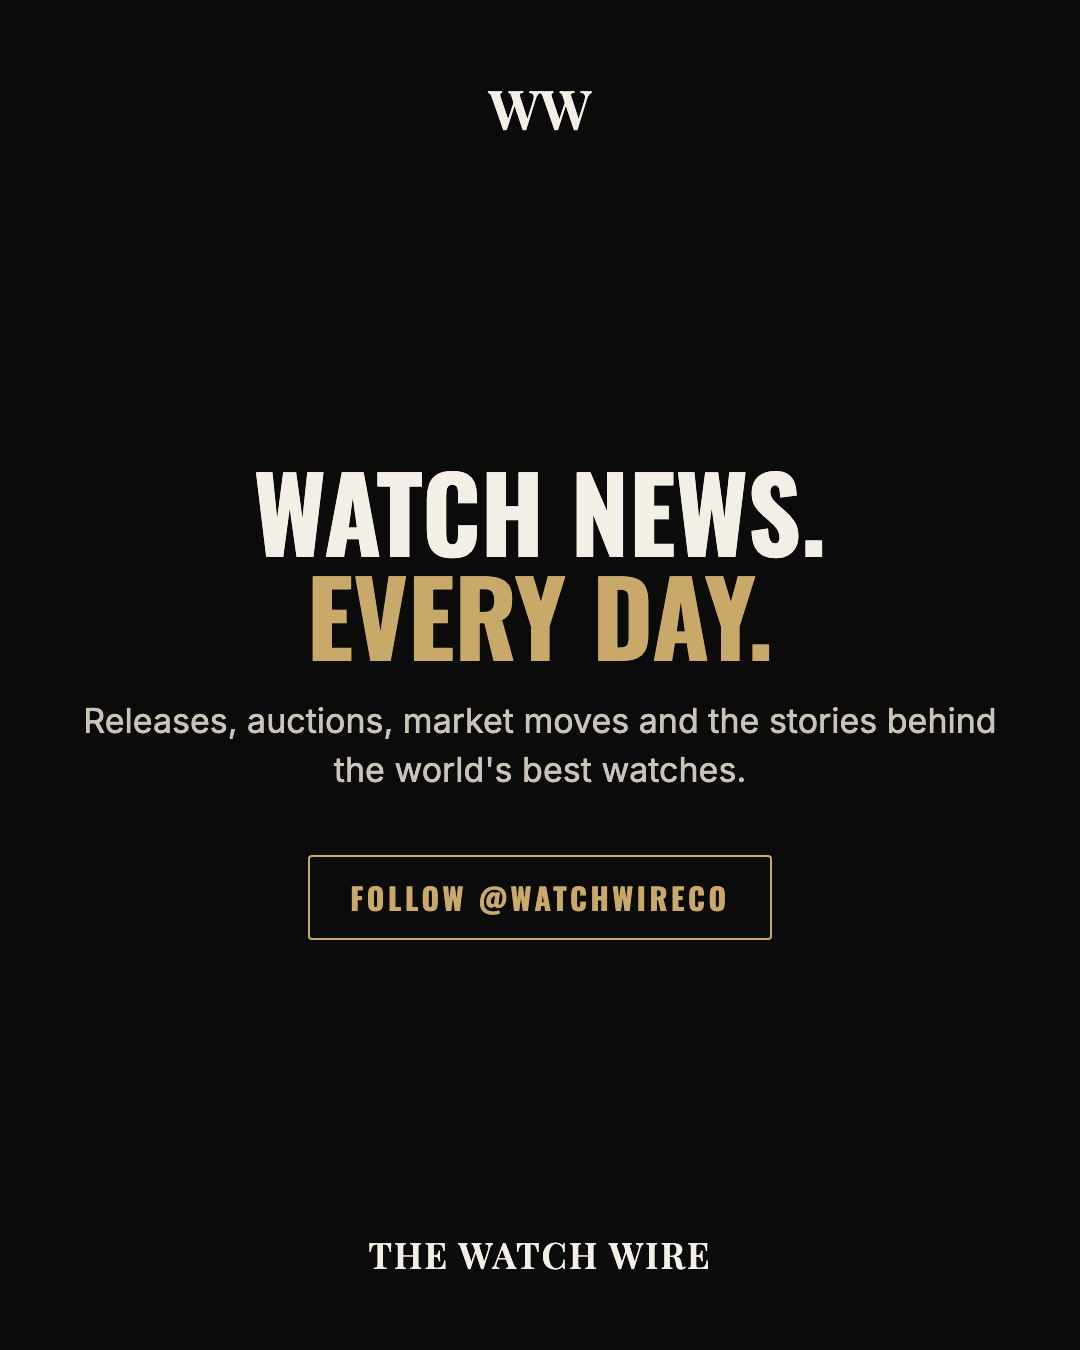 WW
WATCH NEWS.
EVERY DAY.
Releases, auctions, market moves and the stories behind
the world's best watches.
FOLLOW @WATCHWIRECO
THE WATCH WIRE